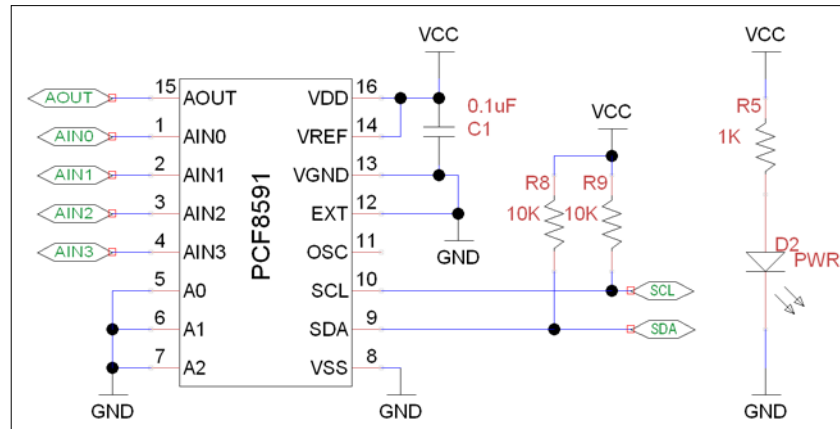 VCC
VCC
15
16
AOUT
AOUT
VDD
0.1uF
R5
1
14
VCC
AIN0
AIN0
VREF
C1
1K
2
13
AIN1
AIN1
VGND
R8
R9
3
12
AIN2
AIN2
EXT
10K
10K
4
11
AIN3
AIN3
OSC
GND
D2
PWR
5
10
A0
SCL
SCL
6
9
A1
SDA
SDA
7
8
A2
VSS
PCF8591
GND
GND
GND